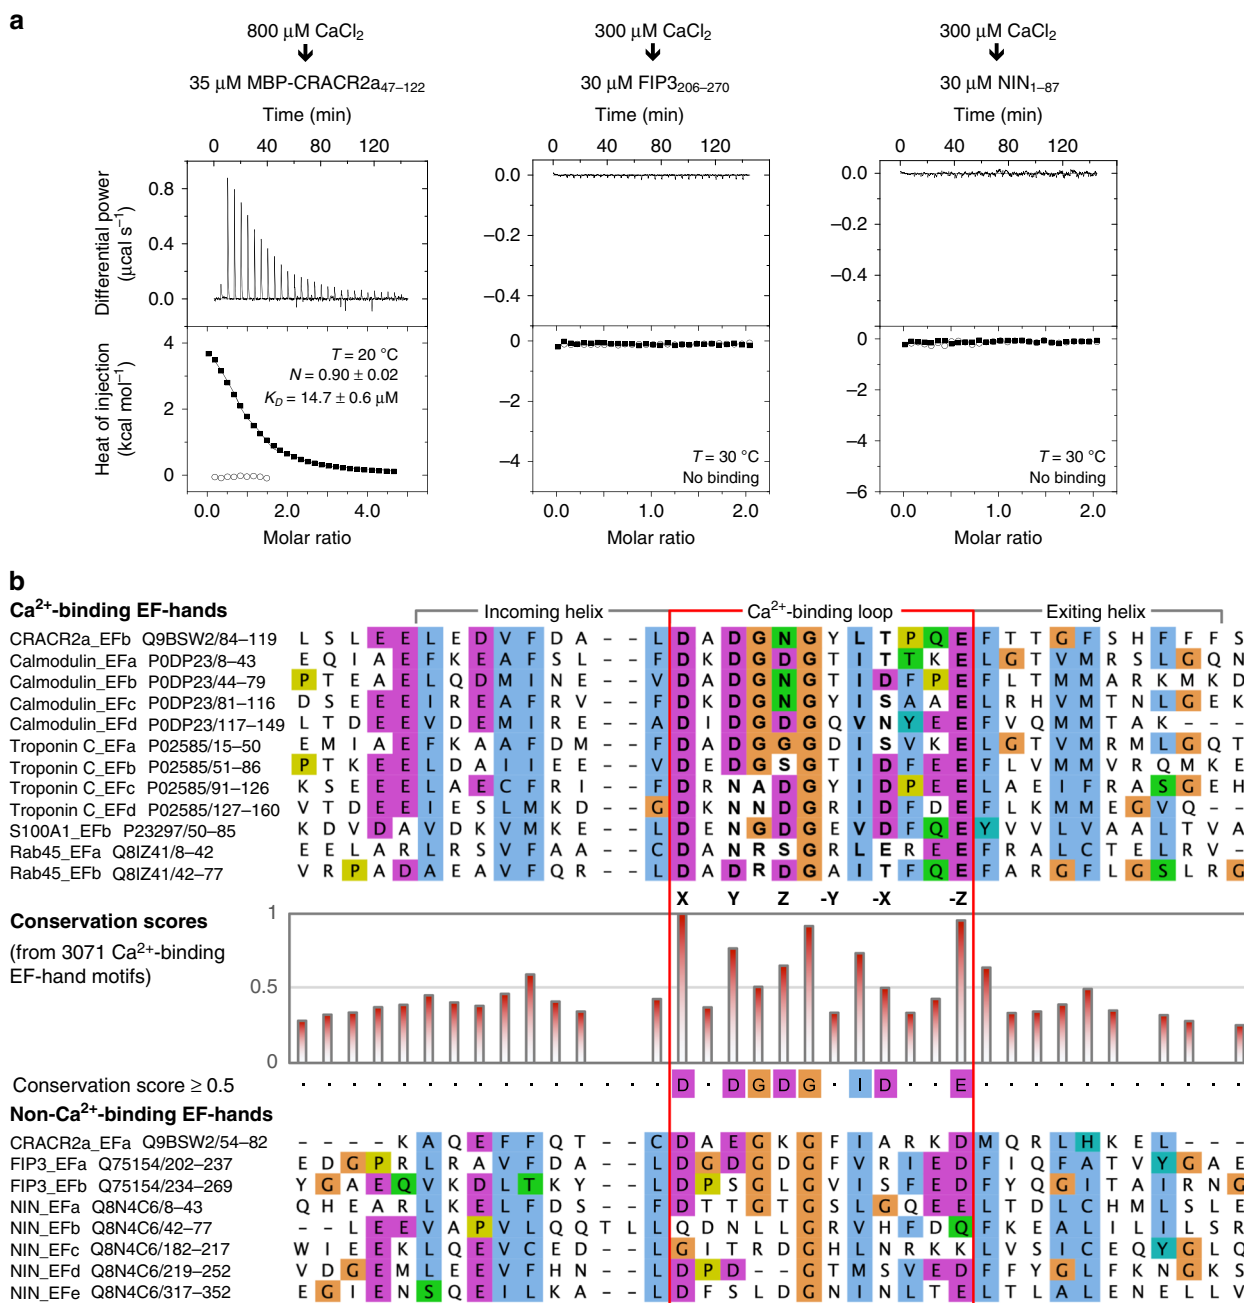 a
800 µM CaCl2
35 µM MBP-CRACR2a47–122
Time (min)
0 40 80 120
Differential power (µcal s−1)
0.8
0.4
0.0
Heat of injection (kcal mol−1)
4
2
0
T = 20 °C
N = 0.90 ± 0.02
KD = 14.7 ± 0.6 µM
0.0 2.0 4.0
Molar ratio
300 µM CaCl2
30 µM FIP3206–270
Time (min)
0 40 80 120
0.0
−0.2
−0.4
0
−2
−4
T = 30 °C
No binding
0.0 1.0 2.0
Molar ratio
300 µM CaCl2
30 µM NIN1–87
Time (min)
0 40 80 120
0.0
−0.2
−0.4
0
−2
−4
−6
T = 30 °C
No binding
0.0 1.0 2.0
Molar ratio
b
Ca2+-binding EF-hands
Incoming helix Ca2+-binding loop Exiting helix
CRACR2a_EFb Q9BSW2/84–119 L S L E E L E D V F D A - - L D A D G N G Y L T P Q E F T T G F S H F F F S
Calmodulin_EFa P0DP23/8–43 E Q I A E F K E A F S L - - F D K D G D G T I T T K E L G T V M R S L G Q N
Calmodulin_EFb P0DP23/44–79 P T E A E L Q D M I N E - - V D A D G N G T I D F P E F L T M M A R K M K D
Calmodulin_EFc P0DP23/81–116 D S E E E I R E A F R V - - F D K D G N G Y I S A A E L R H V M T N L G E K
Calmodulin_EFd P0DP23/117–149 L T D E E V D E M I R E - - A D I D G D G Q V N Y E E F V Q M M T A K - - -
Troponin C_EFa P02585/15–50 E M I A E F K A A F D M - - F D A D G G G D I S V K E L G T V M R M L G Q T
Troponin C_EFb P02585/51–86 P T K E E L D A I I E E - - V D E D G S G T I D F E E F L V M M V R Q M K E
Troponin C_EFc P02585/91–126 K S E E E L A E C F R I - - F D R N A D G Y I D P E E L A E I F R A S G E H
Troponin C_EFd P02585/127–160 V T D E E I E S L M K D - - G D K N N D G R I D F D E F L K M M E G V Q - -
S100A1_EFb P23297/50–85 K D V D A V D K V M K E - - L D E N G D G E V D F Q E Y V V L V A A L T V A
Rab45_EFa Q8IZ41/8–42 E E L A R L R S V F A A - - C D A N R S G R L E R E E F R A L C T E L R V -
Rab45_EFb Q8IZ41/42–77 V R P A D A E A V F Q R - - L D A D R D G A I T F Q E F A R G F L G S L R G
X Y Z -Y -X -Z
Conservation scores
(from 3071 Ca2+-binding EF-hand motifs)
1
0.5
0
Conservation score ≥ 0.5 . . . . . . . . . . . . . . . D . D G D G . I D . . E . . . . . . . . . . .
Non-Ca2+-binding EF-hands
CRACR2a_EFa Q9BSW2/54–82 - - - - K A Q E F F Q T - - C D A E G K G F I A R K D M Q R L H K E L - - -
FIP3_EFa Q75154/202–237 E D G P R L R A V F D A - - L D G D G D G F V R I E D F I Q F A T V Y G A E
FIP3_EFb Q75154/234–269 Y G A E Q V K D L T K Y - - L D P S G L G V I S F E D F Y Q G I T A I R N G
NIN_EFa Q8N4C6/8–43 Q H E A R L K E L F D S - - F D T T G T G S L G Q E E L T D L C H M L S L E
NIN_EFb Q8N4C6/42–77 - - L E E V A P V L Q Q T L L Q D N L L G R V H F D Q F K E A L I L I L S R
NIN_EFc Q8N4C6/182–217 W I E E K L Q E V C E D - - L G I T R D G H L N R K K L V S I C E Q Y G L Q
NIN_EFd Q8N4C6/219–252 V D G E M L E E V F H N - - L D P D - - G T M S V E D F F Y G L F K N G K S
NIN_EFe Q8N4C6/317–352 E G I E N S Q E I L K A - - L D F S L D G N I N L T E L T L A L E N E L L V